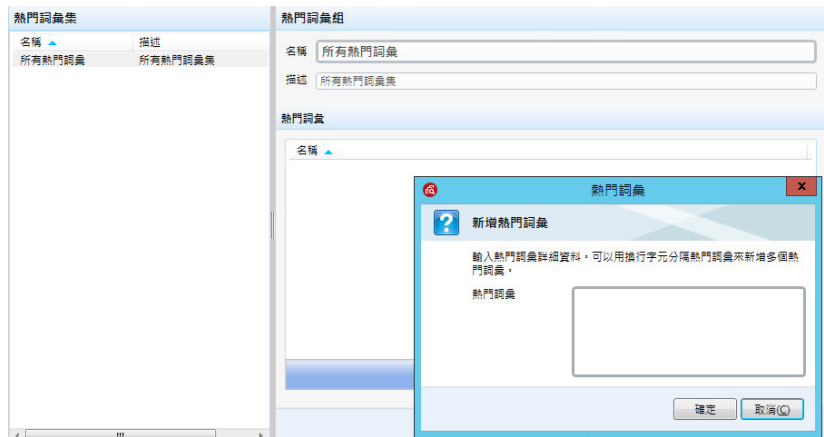 熱門詞彙集
名稱 描述
所有熱門詞彙 所有熱門詞彙集
熱門詞彙組
名稱 所有熱門詞彙
描述 所有熱門詞彙集
熱門詞彙
名稱
熱門詞彙
新增熱門詞彙
輸入熱門詞彙詳細資料。可以用換行字元分隔熱門詞彙來新增多個熱
門詞彙。
熱門詞彙
確定 取消(C)